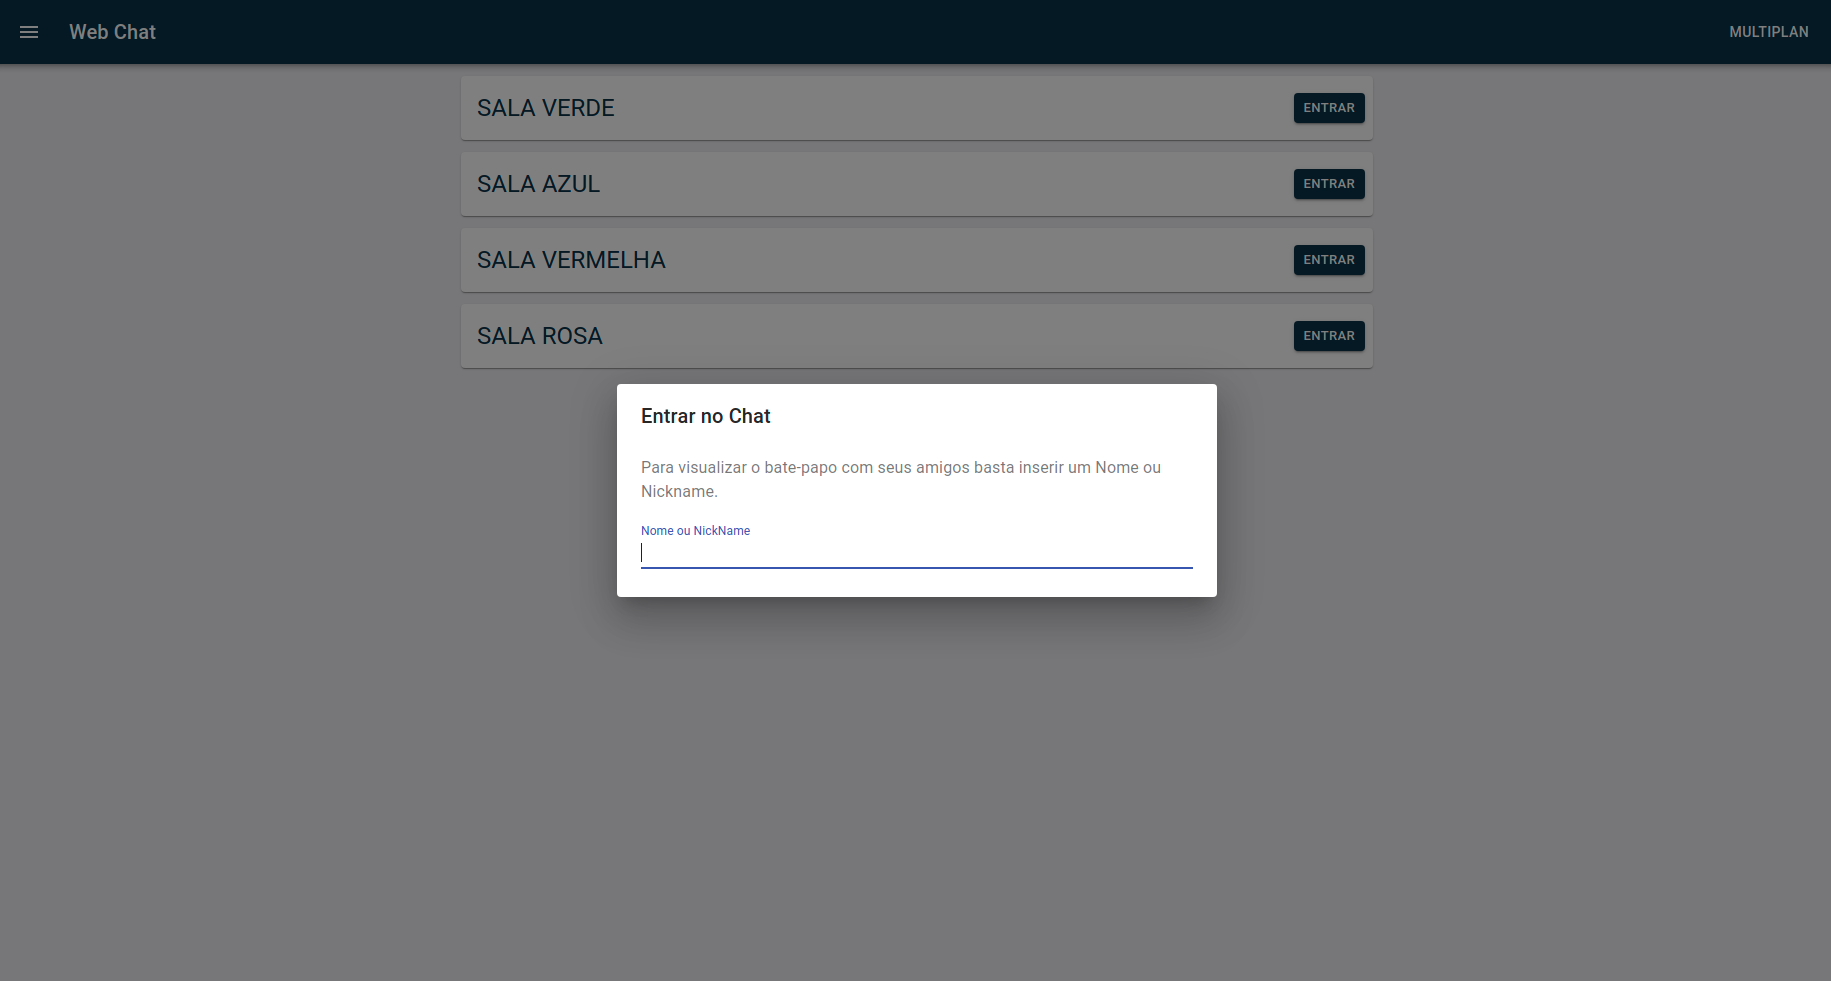 Web Chat
MULTIPLAN
SALA VERDE
ENTRAR
SALA AZUL
ENTRAR
SALA VERMELHA
ENTRAR
SALA ROSA
ENTRAR
Entrar no Chat
Para visualizar o bate-papo com seus amigos basta inserir um Nome ou
Nickname.
Nome ou NickName